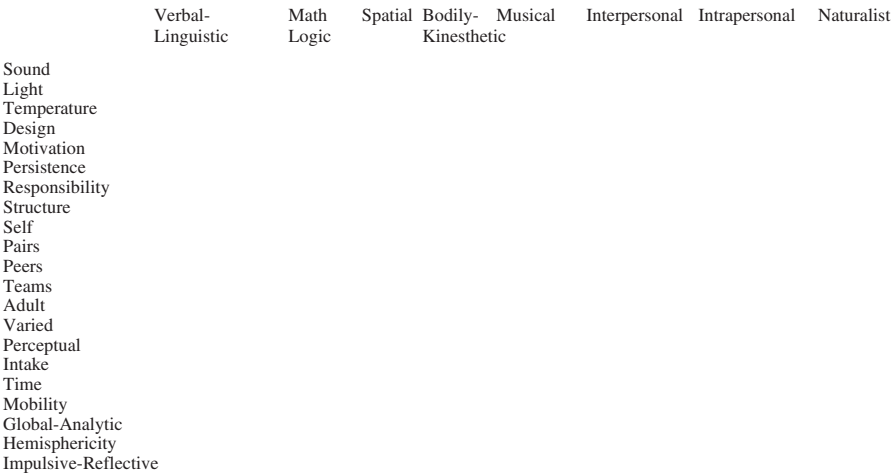 Verbal- Math Spatial Bodily- Musical Interpersonal Intrapersonal Naturalist
Linguistic Logic Kinesthetic
Sound
Light
Temperature
Design
Motivation
Persistence
Responsibility
Structure
Self
Pairs
Peers
Teams
Adult
Varied
Perceptual
Intake
Time
Mobility
Global-Analytic
Hemisphericity
Impulsive-Reflective